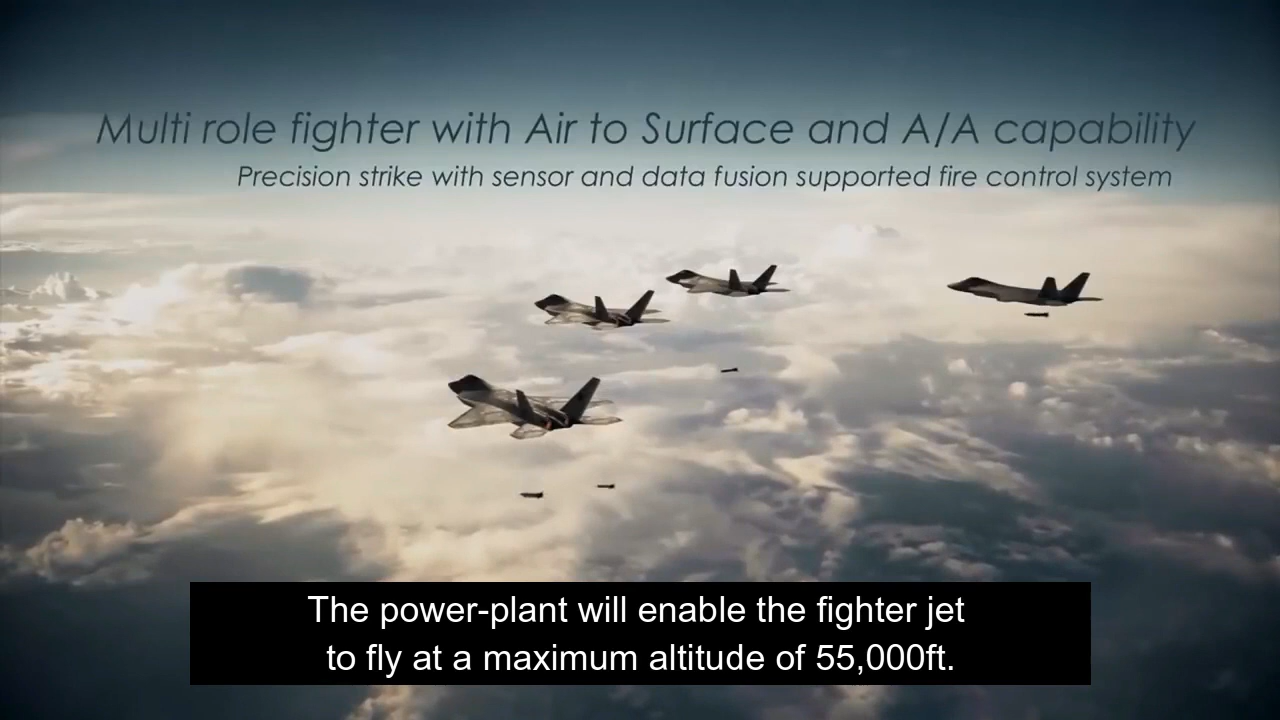 Multi role fighter with Air to Surface and A/A capability
Precision strike with sensor and data fusion supported fire control system
The power-plant will enable the fighter jet
to fly at a maximum altitude of 55,000ft.